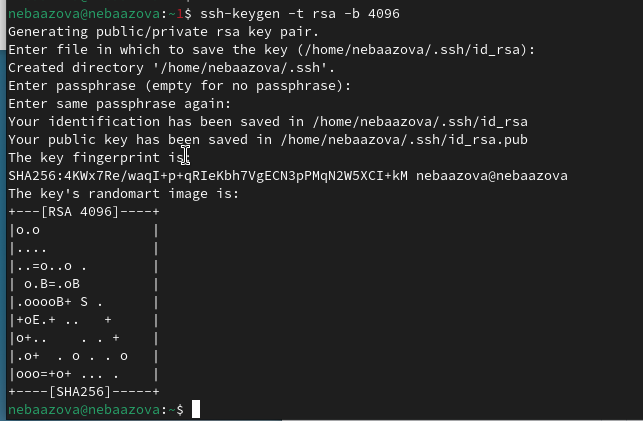 nebaazova@nebaazova:~1$ ssh-keygen -t rsa -b 4096
Generating public/private rsa key pair.
Enter file in which to save the key (/home/nebaazova/.ssh/id_rsa):
Created directory '/home/nebaazova/.ssh'.
Enter passphrase (empty for no passphrase):
Enter same passphrase again:
Your identification has been saved in /home/nebaazova/.ssh/id_rsa
Your public key has been saved in /home/nebaazova/.ssh/id_rsa.pub
The key fingerprint is:
SHA256:4KWx7Re/waqI+p+qRIeKbh7VgECN3pPMqN2W5XCI+kM nebaazova@nebaazova
The key's randomart image is:
+---[RSA 4096]----+
|o.o              |
|....             |
|..=o..o .        |
| o.B=.oB         |
|.ooooB+ S .      |
|+oE.+ ..   +     |
|o+..    . . +    |
|.o+  . o . . o   |
|ooo=+o+ ... .    |
+----[SHA256]-----+
nebaazova@nebaazova:~$